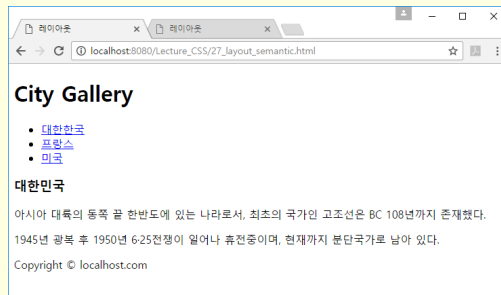 레이아웃
레이아웃
localhost:8080/Lecture_CSS/27_layout_semantic.html
City Gallery
대한한국
프랑스
미국
대한민국
아시아 대륙의 동쪽 끝 한반도에 있는 나라로서, 최초의 국가인 고조선은 BC 108년까지 존재했다.
1945년 광복 후 1950년 6·25전쟁이 일어나 휴전중이며, 현재까지 분단국가로 남아 있다.
Copyright © localhost.com